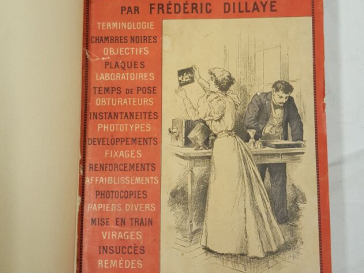 PAR FRÉDÉRIC DILLAYE
TERMINOLOGIE
CHAMBRES NOIRES
OBJECTIFS
PLAQUES
LABORATOIRES
TEMPS DE POSE
OBTURATEURS
INSTANTANÉITÉS
PHOTOTYPES
DÉVELOPPEMENTS
FIXAGES
RENFORCEMENTS
AFFAIBLISSEMENTS
PHOTOCOPIES
PAPIERS DIVERS
MISE EN TRAIN
VIRAGES
INSUCCÈS
REMÈDES